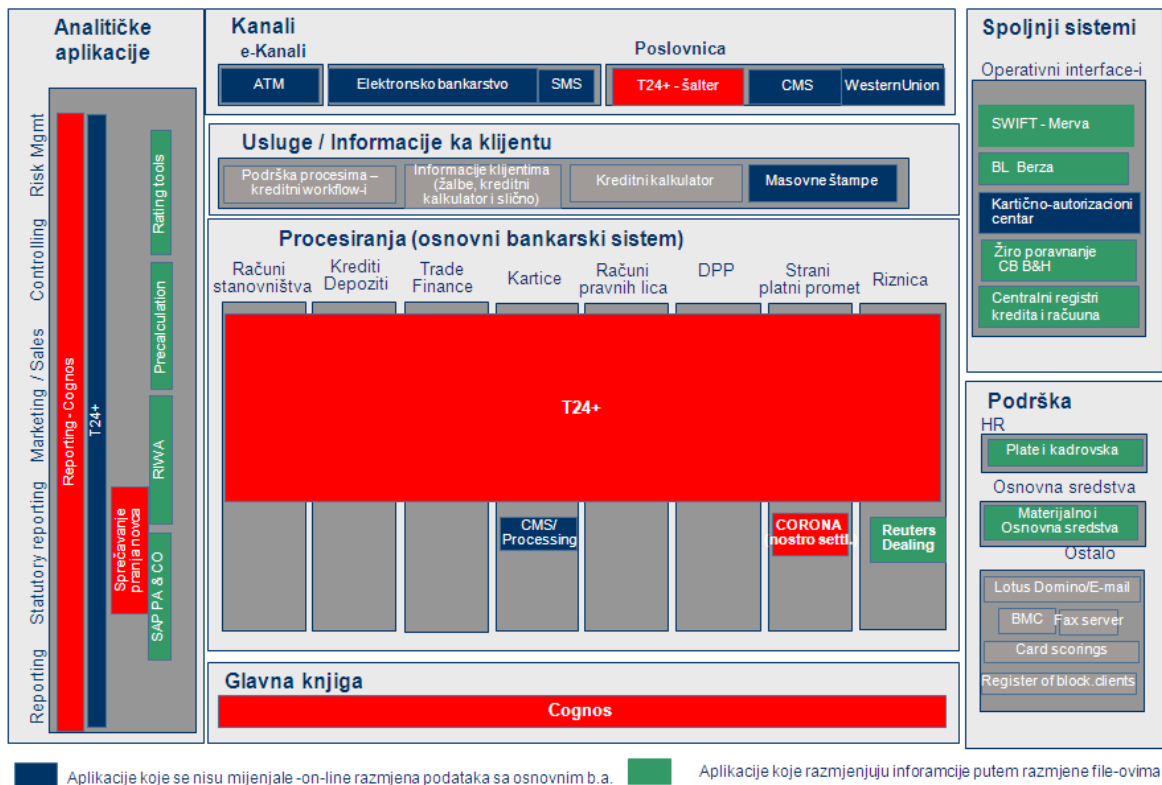 Analitičke
aplikacije
Risk Mgmt
Controlling
Marketing / Sales
Statutory reporting
Reporting
Reporting - Cognos
T24+
Sprečavanje
pranja novca
Rating tools
Precalculation
RIWA
SAP PA & CO
Kanali
e-Kanali
Poslovnica
ATM
Elektronsko bankarstvo
SMS
T24+ - šalter
CMS
WesternUnion
Usluge / Informacije ka klijentu
Podrška procesima –
kreditni workflow-i
Informacije klijentima
(žalbe, kreditni
kalkulator i slično)
Kreditni kalkulator
Masovne štampe
Procesiranja (osnovni bankarski sistem)
Računi
stanovništva
Krediti
Depoziti
Trade
Finance
Kartice
Računi
pravnih lica
DPP
Strani
platni promet
Riznica
T24+
CMS/
Processing
CORONA
(nostro settl.)
Reuters
Dealing
Glavna knjiga
Cognos
Spoljnji sistemi
Operativni interface-i
SWIFT - Merva
BL Berza
Kartično-autorizacioni
centar
Žiro poravnanje
CB B&H
Centralni registri
kredita i računa
Podrška
HR
Plate i kadrovska
Osnovna sredstva
Materijalno i
Osnovna sredstva
Ostalo
Lotus Domino/E-mail
BMC
Fax server
Card scorings
Register of block.clients
Aplikacije koje se nisu mijenjale -on-line razmjena podataka sa osnovnim b.a.
Aplikacije koje razmjenjuju inforamcije putem razmjene file-ovima